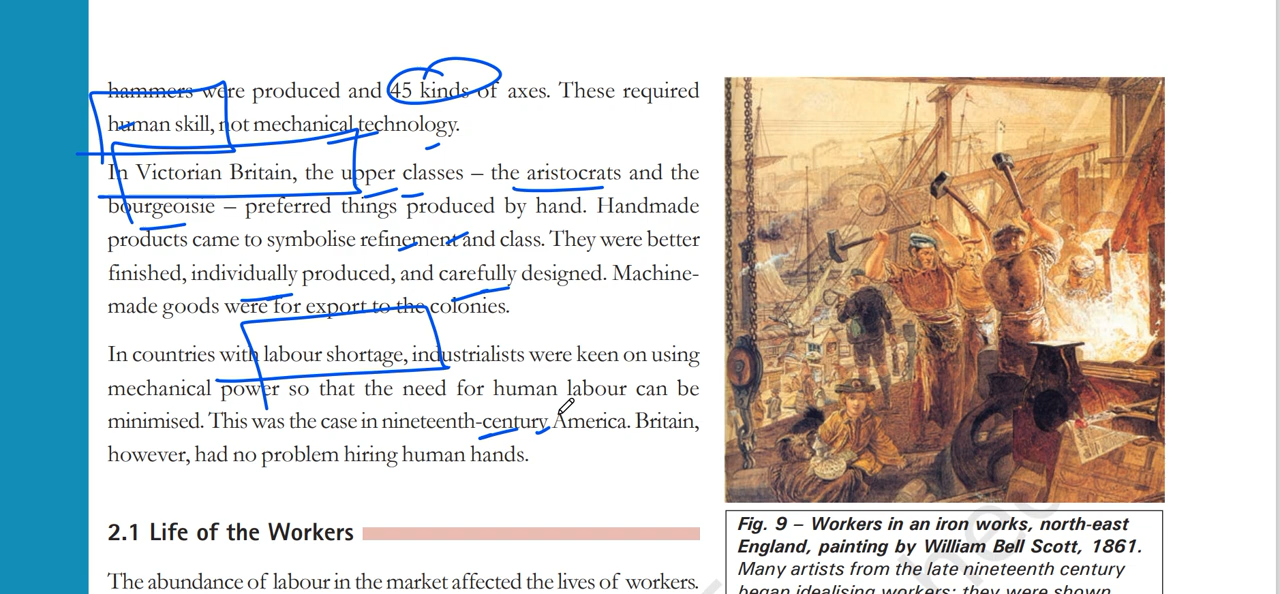 hammers were produced and 45 kinds of axes. These required
human skill, not mechanical technology.
In Victorian Britain, the upper classes – the aristocrats and the
bourgeoisie – preferred things produced by hand. Handmade
products came to symbolise refinement and class. They were better
finished, individually produced, and carefully designed. Machine-
made goods were for export to the colonies.
In countries with labour shortage, industrialists were keen on using
mechanical power so that the need for human labour can be
minimised. This was the case in nineteenth-century America. Britain,
however, had no problem hiring human hands.
2.1 Life of the Workers
The abundance of labour in the market affected the lives of workers.
Fig. 9 – Workers in an iron works, north-east
England, painting by William Bell Scott, 1861.
Many artists from the late nineteenth century
began idealising workers: they were shown